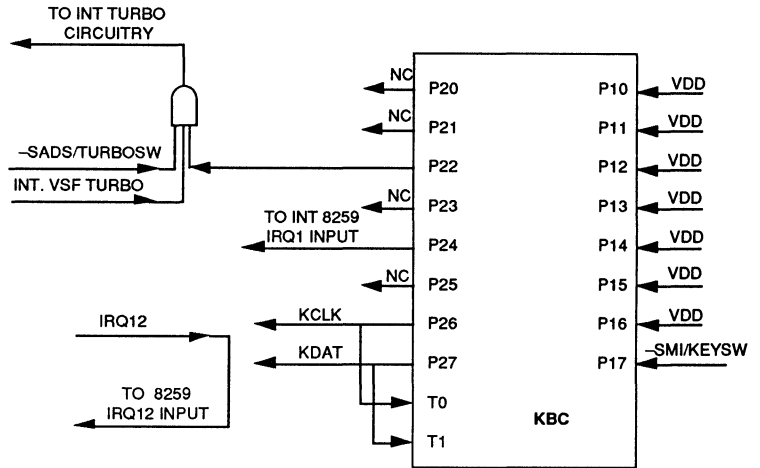 TO INT TURBO
CIRCUITRY
–SADS/TURBOSW
INT. VSF TURBO
NC
NC
NC
TO INT 8259
IRQ1 INPUT
NC
KCLK
KDAT
IRQ12
TO 8259
IRQ12 INPUT
P20
P21
P22
P23
P24
P25
P26
P27
T0
T1
KBC
P10
P11
P12
P13
P14
P15
P16
P17
VDD
VDD
VDD
VDD
VDD
VDD
VDD
–SMI/KEYSW